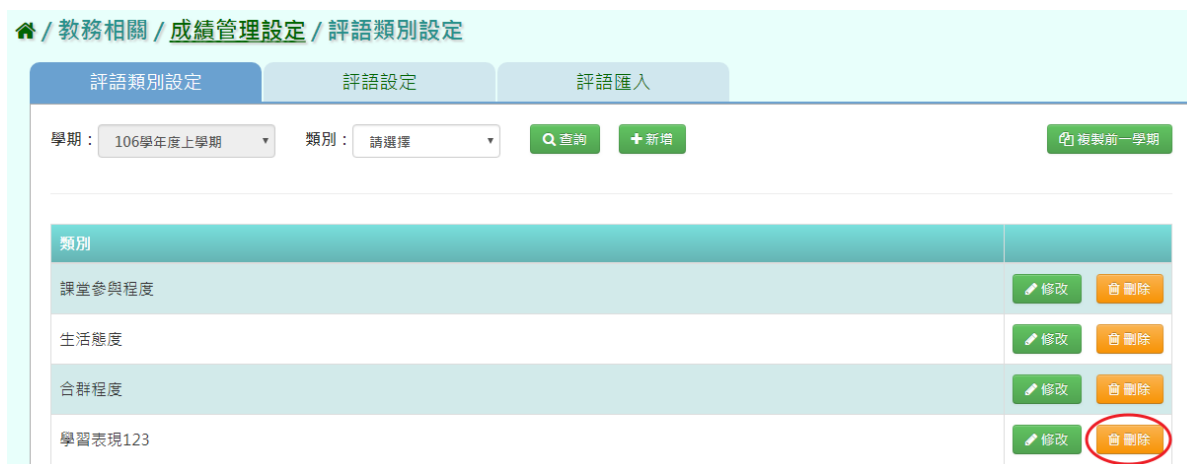 / 教務相關 / 成績管理設定 / 評語類別設定
評語類別設定 評語設定 評語匯入
學期： 106學年度上學期 類別： 請選擇 查詢 新增 複製前一學期
類別
課堂參與程度 修改 刪除
生活態度 修改 刪除
合群程度 修改 刪除
學習表現123 修改 刪除